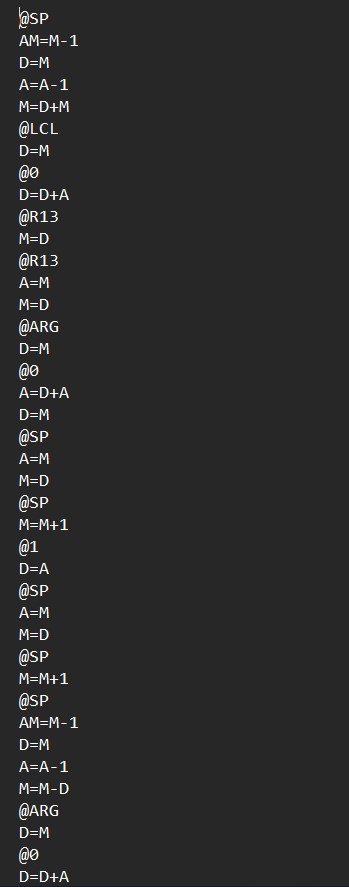 @SP
AM=M-1
D=M
A=A-1
M=D+M
@LCL
D=M
@0
D=D+A
@R13
M=D
@R13
A=M
M=D
@ARG
D=M
@0
A=D+A
D=M
@SP
A=M
M=D
@SP
M=M+1
@1
D=A
@SP
A=M
M=D
@SP
M=M+1
@SP
AM=M-1
D=M
A=A-1
M=M-D
@ARG
D=M
@0
D=D+A